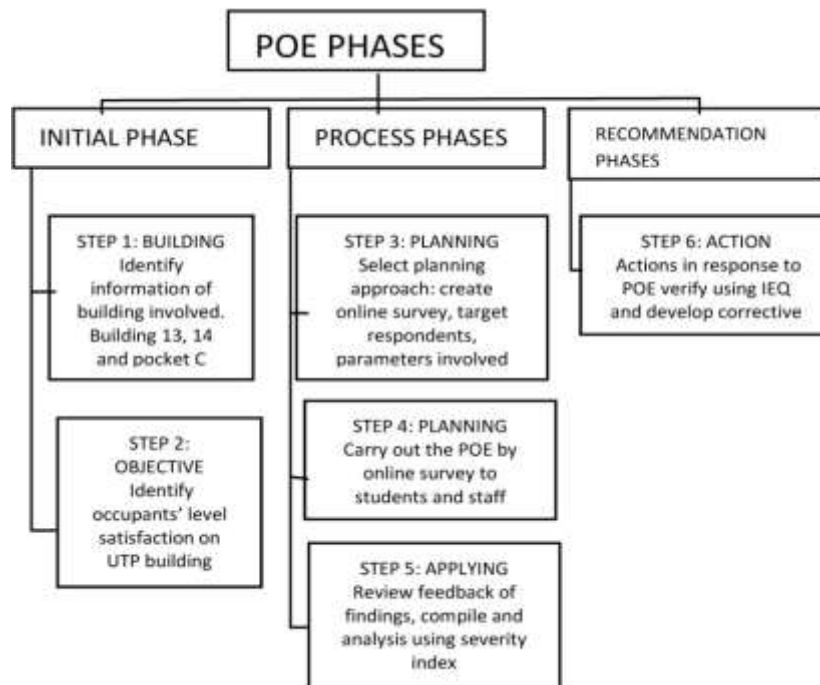 POE PHASES
INITIAL PHASE
STEP 1: BUILDING
Identify
information of
building involved.
Building 13, 14
and pocket C
STEP 2:
OBJECTIVE
Identify
occupants' level
satisfaction on
UTP building
PROCESS PHASES
STEP 3: PLANNING
Select planning
approach: create
online survey, target
respondents,
parameters involved
STEP 4: PLANNING
Carry out the POE by
online survey to
students and staff
STEP 5: APPLYING
Review feedback of
findings, compile and
analysis using severity
index
RECOMMENDATION
PHASES
STEP 6: ACTION
Actions in response to
POE verify using IEQ
and develop corrective